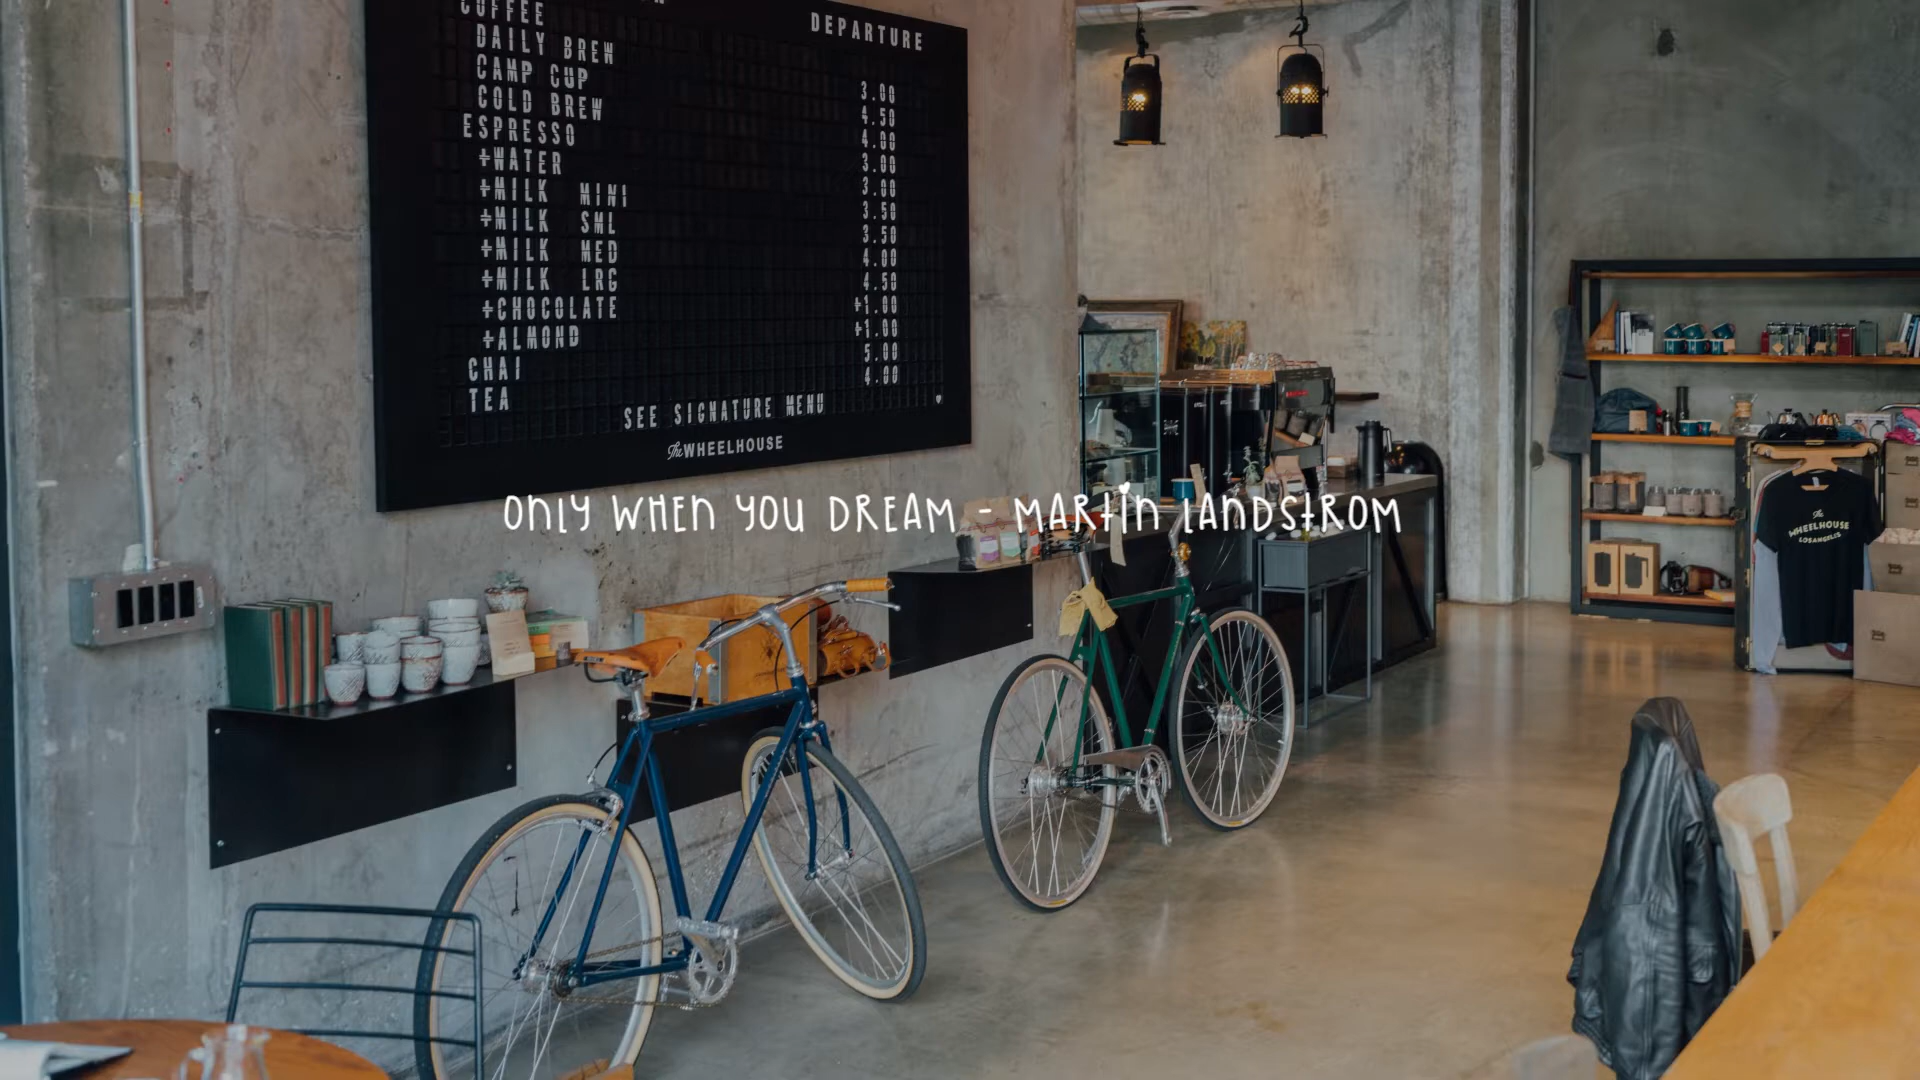 COFFEE
DEPARTURE
DAILY BREW
CAMP CUP
COLD BREW
ESPRESSO
+WATER
+MILK MINI
+MILK SML
+MILK MED
+MILK LRG
+CHOCOLATE
+ALMOND
CHAI
TEA
3.00
4.50
4.00
3.00
3.00
3.50
3.50
4.00
4.50
+1.00
+1.00
5.00
4.00
SEE SIGNATURE MENU
The WHEELHOUSE
ONLY WHEN YOU DREAM - MARTIN LANDSTROM
The
WHEELHOUSE
LOS ANGELES